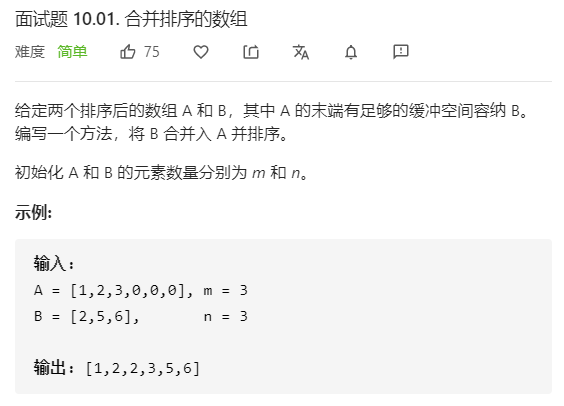 面试题 10.01. 合并排序的数组
难度 简单 75
给定两个排序后的数组 A 和 B，其中 A 的末端有足够的缓冲空间容纳 B。
编写一个方法，将 B 合并入 A 并排序。
初始化 A 和 B 的元素数量分别为 m 和 n。
示例:
输入:
A = [1,2,3,0,0,0], m = 3
B = [2,5,6],       n = 3
输出: [1,2,2,3,5,6]